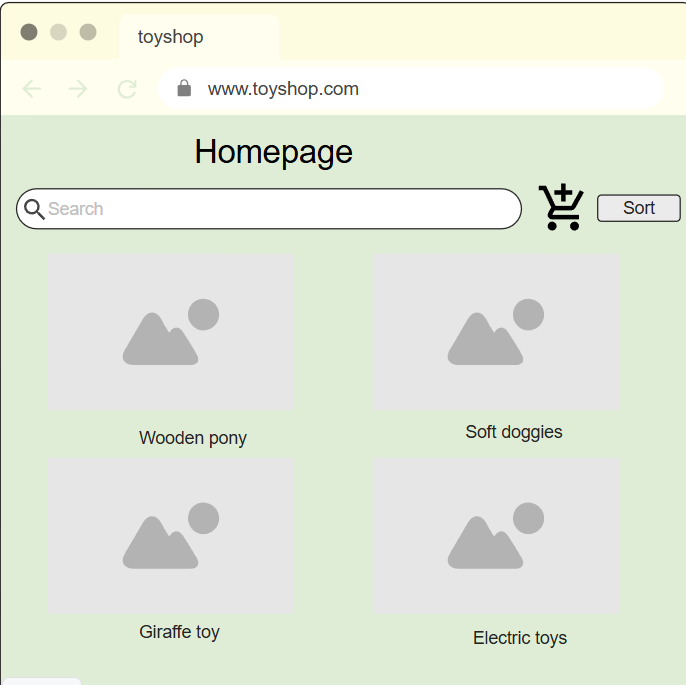 toyshop
www.toyshop.com
Homepage
Search
Sort
Wooden pony
Soft doggies
Giraffe toy
Electric toys